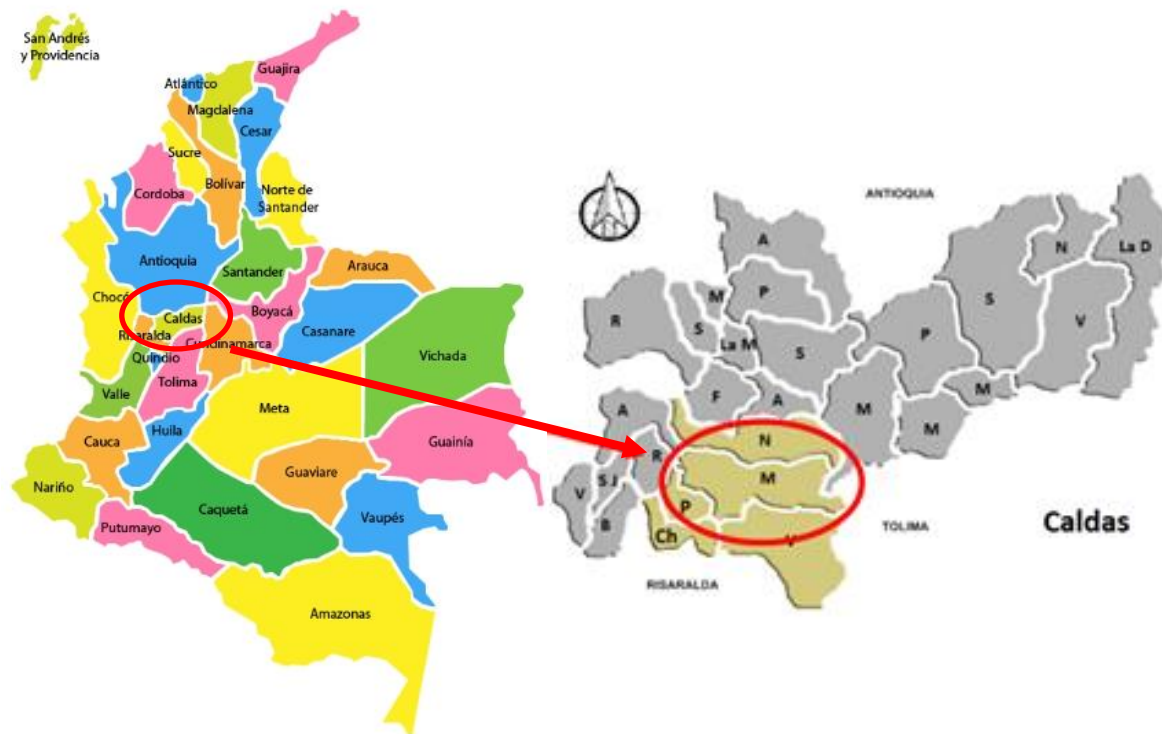 San Andrés
y Providencia
Guajira
Atlántico
Magdalena
Cesar
Sucre
Bolívar
Norte de
Santander
Cordoba
Antioquia
Santander
Arauca
Chocó
Boyacá
Caldas
Casanare
Risaralda
Cundinamarca
Vichada
Quindio
Tolima
Valle
Meta
Cauca
Huila
Guainía
Guaviare
Nariño
Caquetá
Vaupés
Putumayo
Amazonas
ANTIOQUIA
A
N
La D
M
P
S
R
S
La M
S
P
V
F
A
M
M
M
A
N
R
M
V
S J
B
P
Ch
V
TOLIMA
Caldas
RISARALDA